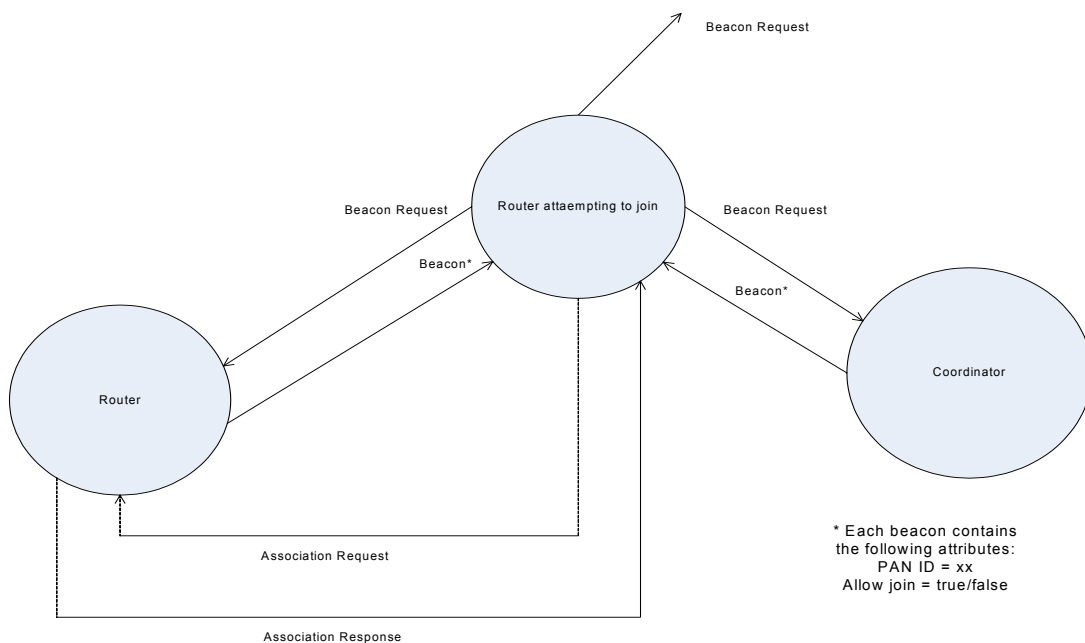 Beacon Request
Router attaempting to join
Beacon Request
Beacon Request
Beacon*
Beacon*
Router
Coordinator
* Each beacon contains
the following attributes:
PAN ID = xx
Allow join = true/false
Association Request
Association Response